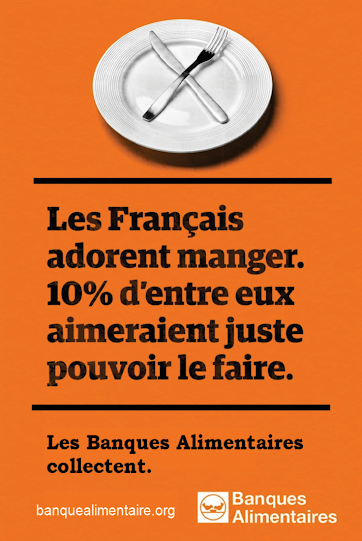 Les Français
adorent manger.
10% d'entre eux
aimeraient juste
pouvoir le faire.
Les Banques Alimentaires
collectent.
banquealimentaire.org
Banques
Alimentaires